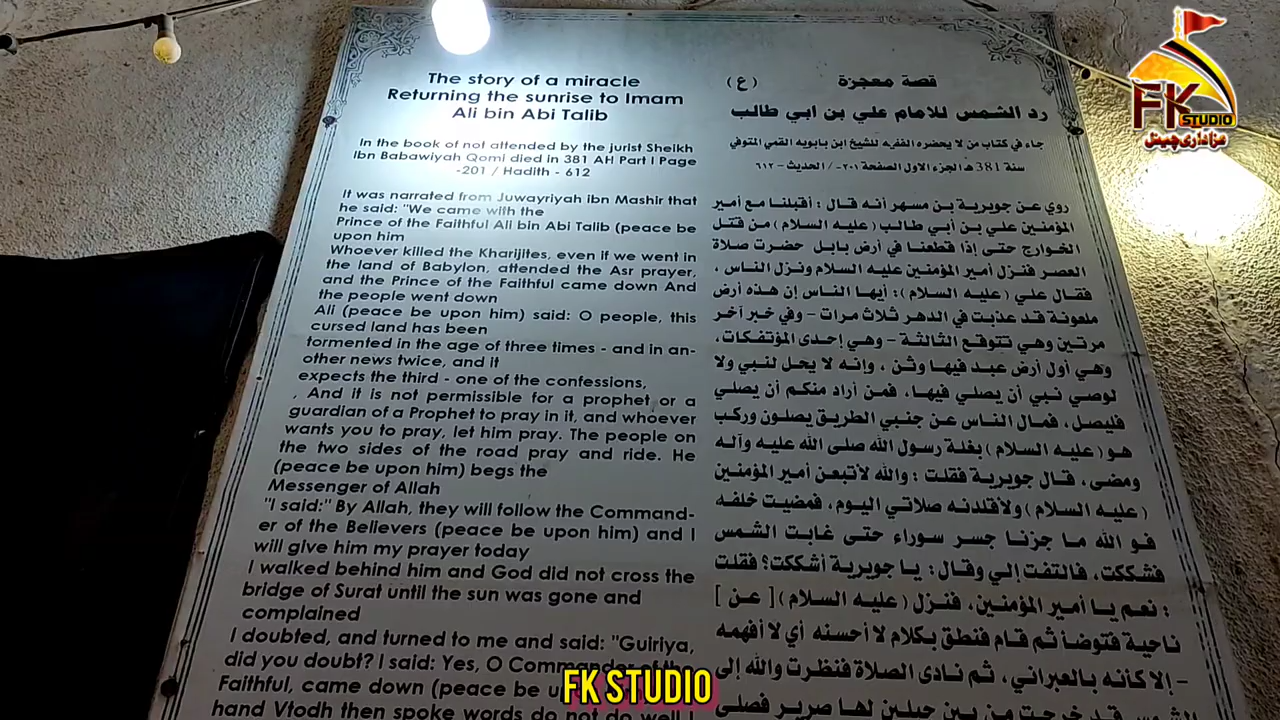 The story of a miracle
Returning the sunrise to Imam
Ali bin Abi Talib
In the book of not attended by the jurist Sheikh
Ibn Babawiyah Qomi died in 381 AH Part I Page
-201 / Hadith - 612
It was narrated from Juwayriyah ibn Mashir that
he said: "We came with the
Prince of the Faithful Ali bin Abi Talib (peace be
upon him
Whoever killed the Kharijites, even if we went in
the land of Babylon, attended the Asr prayer,
and the Prince of the Faithful came down And
the people went down
Ali (peace be upon him) said: O people, this
cursed land has been
tormented in the age of three times - and in an-
other news twice, and it
expects the third - one of the confessions,
, And it is not permissible for a prophet or a
guardian of a Prophet to pray in it, and whoever
wants you to pray, let him pray. The people on
the two sides of the road pray and ride. He
(peace be upon him) begs the
Messenger of Allah
"I said:" By Allah, they will follow the Command-
er of the Believers (peace be upon him) and I
will give him my prayer today
I walked behind him and God did not cross the
bridge of Surat until the sun was gone and
complained
I doubted, and turned to me and said: "Guiriya,
did you doubt? I said: Yes, O Commander of the
Faithful, came down (peace be u
hand Vtodh then spoke words do not do well I
قصة معجزة (ع)
رد الشمس للامام علي بن ابي طالب
جاء في كتاب من لا يحضره الفقيه للشيخ ابن بابويه القمي المتوفي
سنة 381 هـ الجزء الاول الصفحة ٢٠١- / الحديث - ٦١٢
روي عن جويرية بن مسهر أنه قال : أقبلنا مع أمير
المؤمنين علي بن أبي طالب (عليه السلام) من قتل
الخوارج حتى إذا قطعنا في أرض بابل حضرت صلاة
العصر فنزل أمير المؤمنين عليه السلام ونزل الناس ،
فقال علي (عليه السلام): أيها الناس إن هذه أرض
ملعونة قد عذبت في الدهر ثلاث مرات - وفي خبر آخر
مرتين وهي تتوقع الثالثة - وهي إحدى المؤتفكات،
وهي أول أرض عبد فيها وثن ، وإنه لا يحل لنبي ولا
لوصي نبي أن يصلي فيها، فمن أراد منكم أن يصلي
فليصل، فمال الناس عن جنبي الطريق يصلون وركب
هو (عليه السلام) بغلة رسول الله صلى الله عليه وآله
ومضى، قال جويرية فقلت : والله لأتبعن أمير المؤمنين
(عليه السلام) ولأقلدنه صلاتي اليوم، فمضيت خلفه
فو الله ما جزنا جسر سوراء حتى غابت الشمس
فشككت، فالتفت إلي وقال : يا جويرية أشككت؟ فقلت
: نعم يا أمير المؤمنين، فنزل (عليه السلام) [ عن ]
ناحية فتوضأ ثم قام فنطق بكلام لا أحسنه أي لا أفهمه
- إلا كأنه بالعبراني، ثم نادى الصلاة فنظرت والله إلى
الشمس قد خرجت من بين جبلين لها صرير فصلى
FK
STUDIO
عزاداری چینل
FK STUDIO